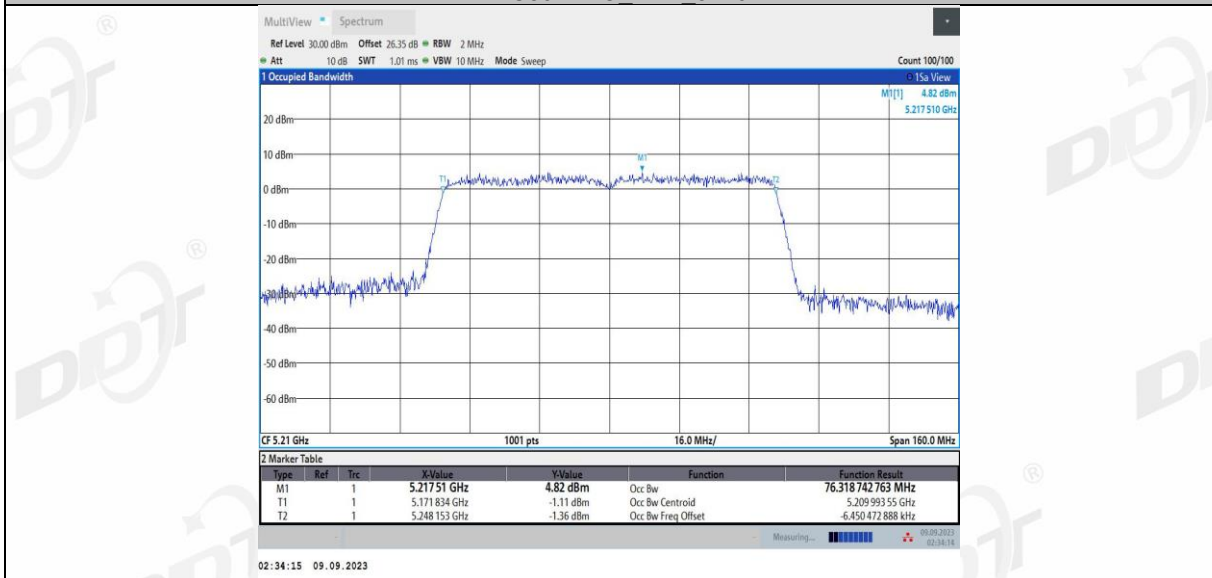 MultiView Spectrum
Ref Level 30.00 dBm Offset 26.35 dB RBW 2 MHz
Att 10 dB SWT 1.01 ms VBW 10 MHz Mode Sweep Count 100/100
1 Occupied Bandwidth 1Sa View
M1[1] 4.82 dBm
5.217 510 GHz
20 dBm
10 dBm
M1
T1 T2
0 dBm
-10 dBm
-20 dBm
-30 dBm
-40 dBm
-50 dBm
-60 dBm
CF 5.21 GHz 1001 pts 16.0 MHz/ Span 160.0 MHz
2 Marker Table
Type Ref Trc X-Value Y-Value Function Function Result
M1 1 5.217 51 GHz 4.82 dBm Occ Bw 76.318 742 763 MHz
T1 1 5.171 834 GHz -1.11 dBm Occ Bw Centroid 5.209 993 55 GHz
T2 1 5.248 153 GHz -1.36 dBm Occ Bw Freq Offset -6.450 472 888 kHz
Measuring... 09.09.2023
02:34:14
02:34:15 09.09.2023
DDT
®
DDT
®
DDT
DDT
®